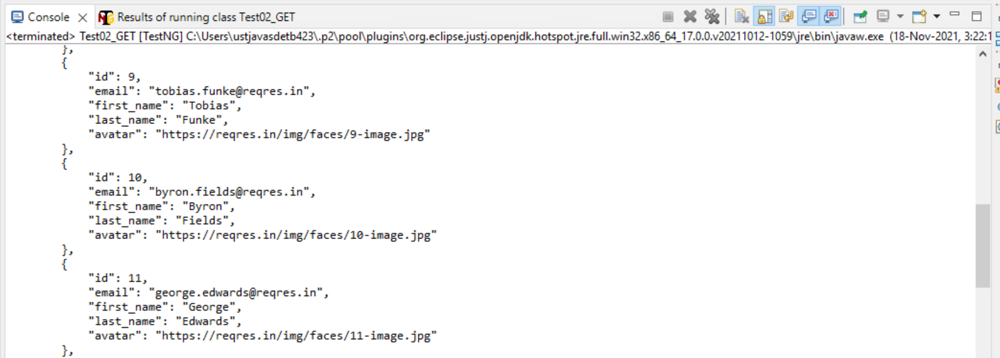 Console Results of running class Test02_GET
<terminated> Test02_GET [TestNG] C:\Users\ustjavasdetb423\.p2\pool\plugins\org.eclipse.justj.openjdk.hotspot.jre.full.win32.x86_64_17.0.0.v20211012-1059\jre\bin\javaw.exe (18-Nov-2021, 3:22:1
},
{
"id": 9,
"email": "tobias.funke@reqres.in",
"first_name": "Tobias",
"last_name": "Funke",
"avatar": "https://reqres.in/img/faces/9-image.jpg"
},
{
"id": 10,
"email": "byron.fields@reqres.in",
"first_name": "Byron",
"last_name": "Fields",
"avatar": "https://reqres.in/img/faces/10-image.jpg"
},
{
"id": 11,
"email": "george.edwards@reqres.in",
"first_name": "George",
"last_name": "Edwards",
"avatar": "https://reqres.in/img/faces/11-image.jpg"
},